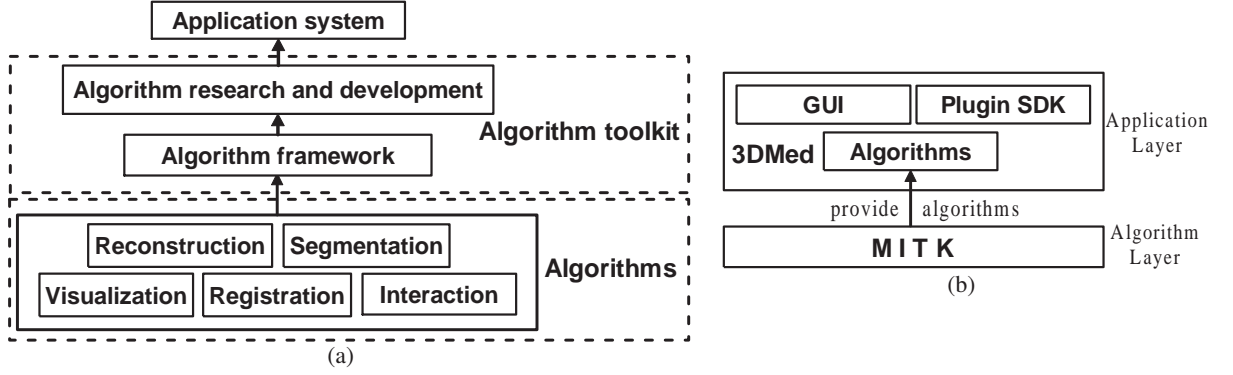 Application system
Algorithm research and development
Algorithm toolkit
Algorithm framework
Reconstruction
Segmentation
Algorithms
Visualization
Registration
Interaction
(a)
GUI
Plugin SDK
Application
Layer
3DMed
Algorithms
provide algorithms
MITK
Algorithm
Layer
(b)